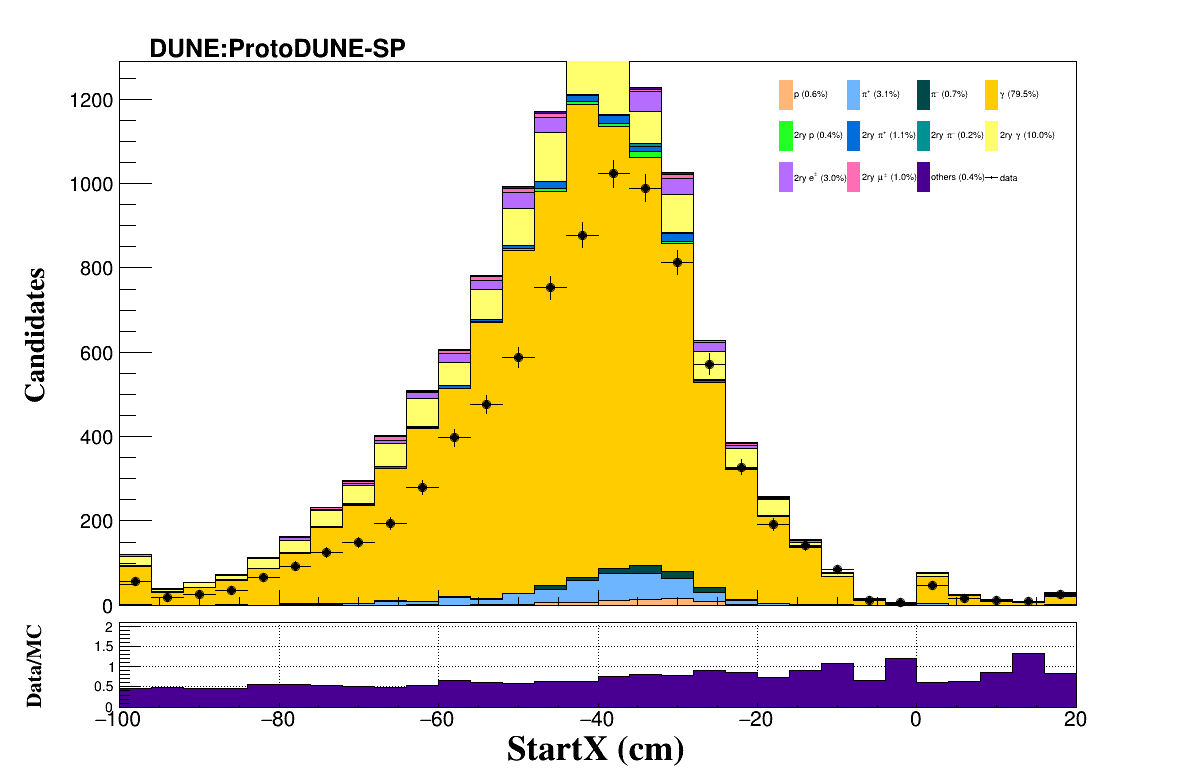 DUNE:ProtoDUNE-SP
p (0.6%) π⁺ (3.1%) π⁻ (0.7%) γ (79.5%)
2ry p (0.4%) 2ry π⁺ (1.1%) 2ry π⁻ (0.2%) 2ry γ (10.0%)
2ry e± (3.0%) 2ry μ± (1.0%) others (0.4%) data
Candidates
1200
1000
800
600
400
200
0
Data/MC
2
1.5
1
0.5
0
−100 −80 −60 −40 −20 0 20
StartX (cm)